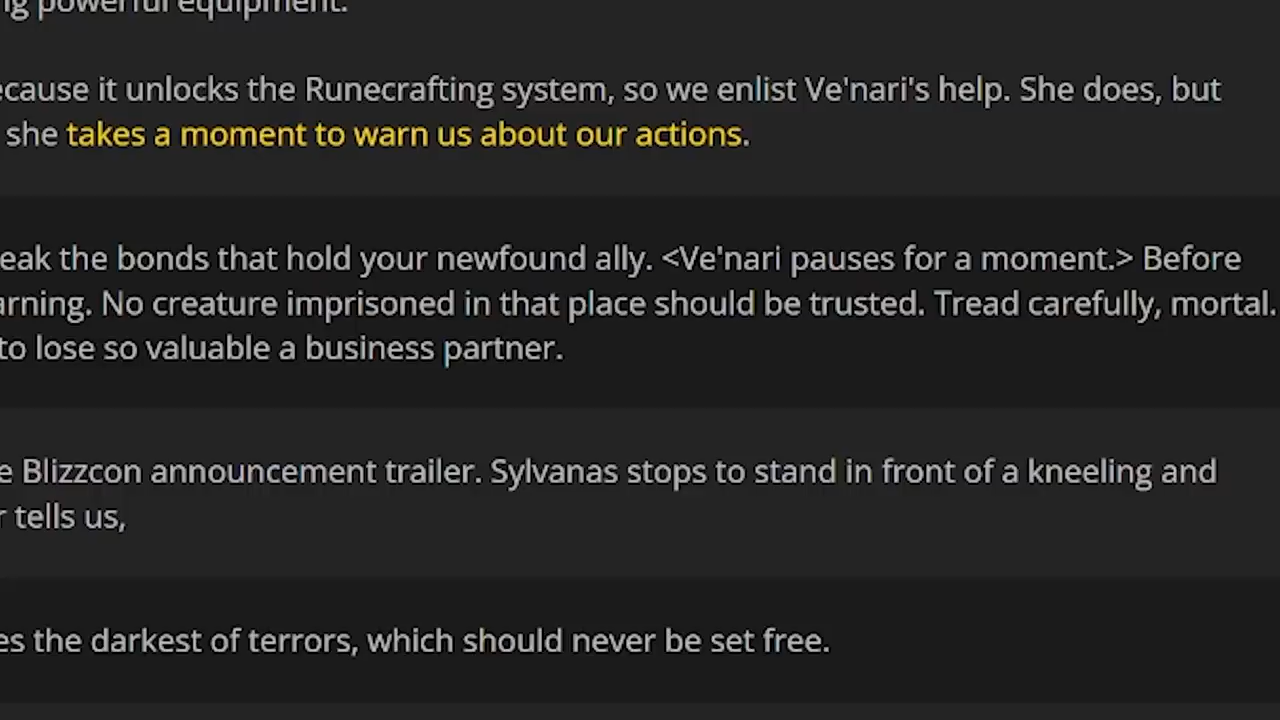 ng powerful equipment.
ecause it unlocks the Runecrafting system, so we enlist Ve'nari's help. She does, but
she takes a moment to warn us about our actions.
eak the bonds that hold your newfound ally. <Ve'nari pauses for a moment.> Before
arning. No creature imprisoned in that place should be trusted. Tread carefully, mortal.
to lose so valuable a business partner.
e Blizzcon announcement trailer. Sylvanas stops to stand in front of a kneeling and
r tells us,
es the darkest of terrors, which should never be set free.